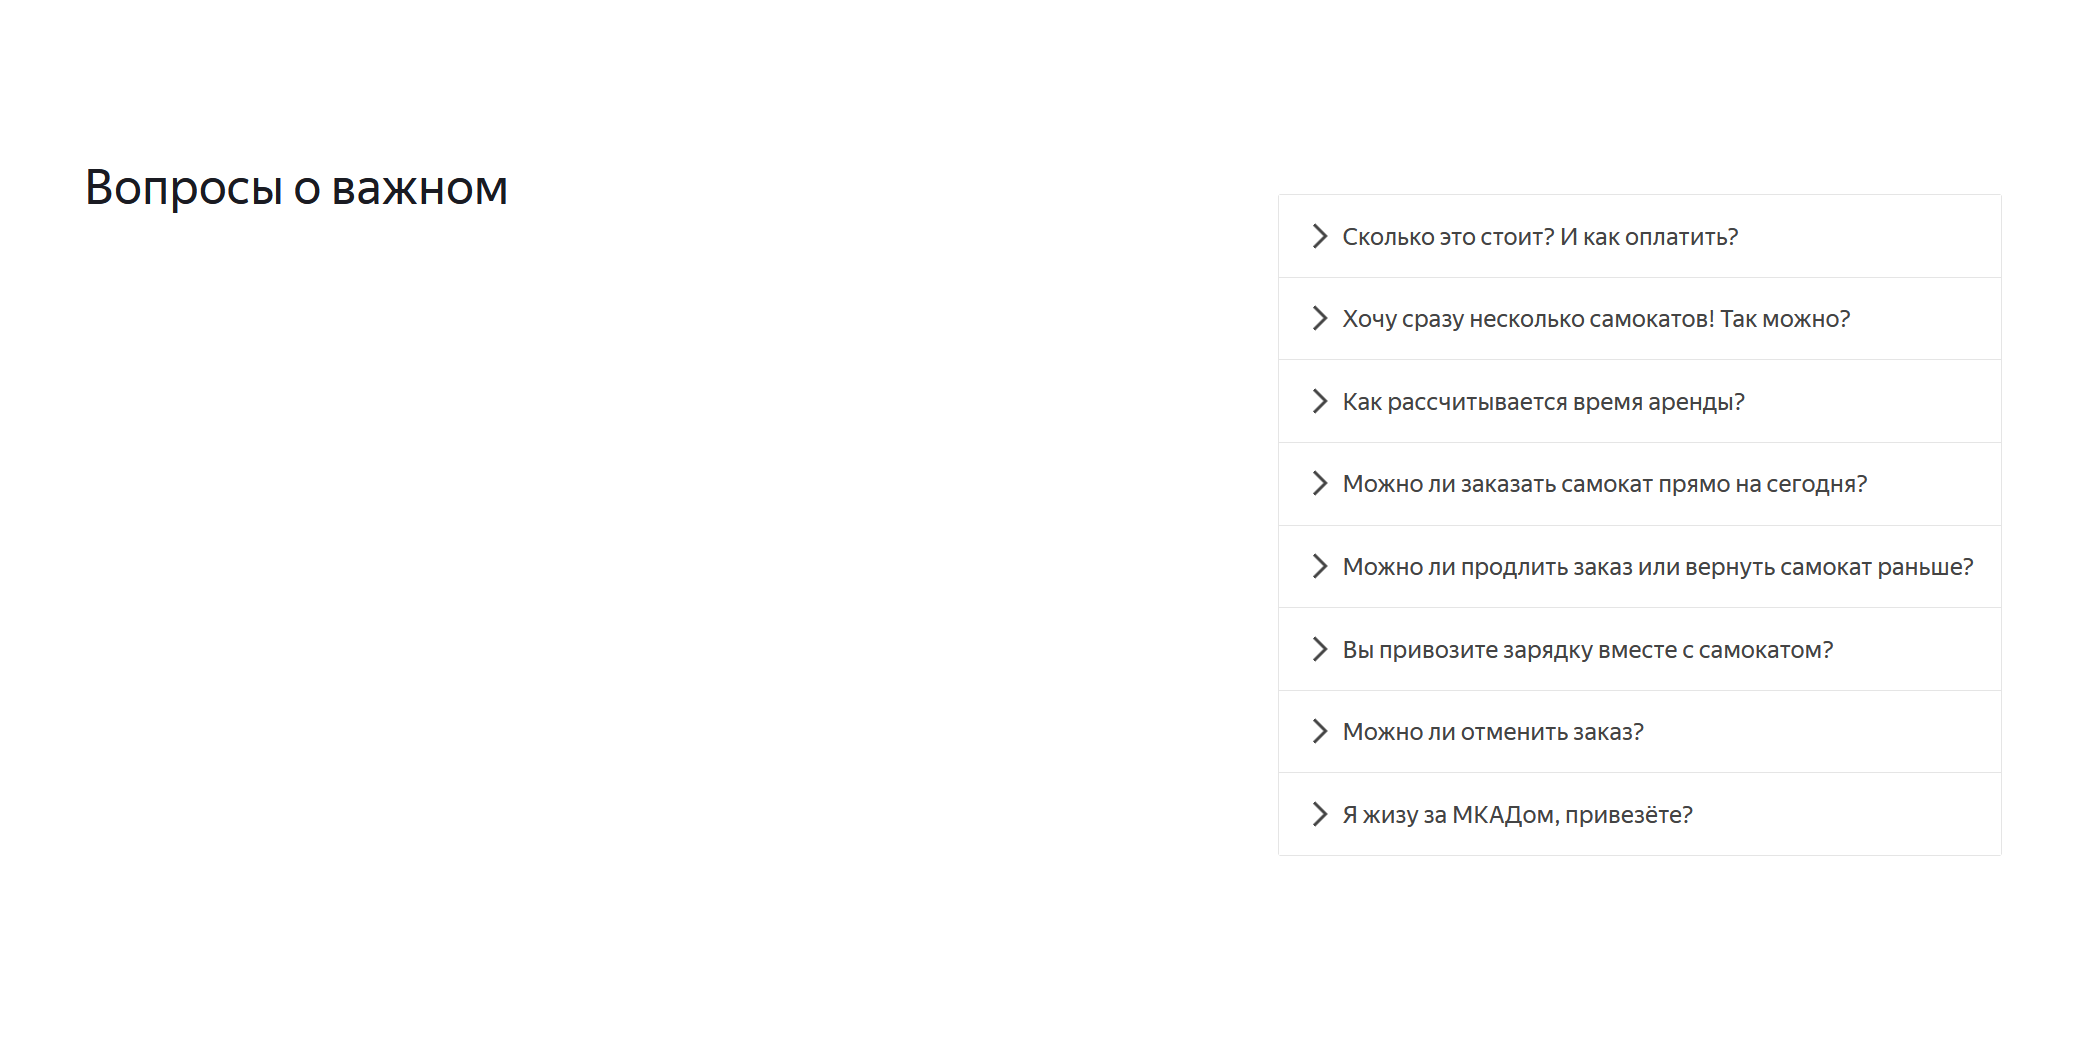 Вопросы о важном
Сколько это стоит? И как оплатить?
Хочу сразу несколько самокатов! Так можно?
Как рассчитывается время аренды?
Можно ли заказать самокат прямо на сегодня?
Можно ли продлить заказ или вернуть самокат раньше?
Вы привозите зарядку вместе с самокатом?
Можно ли отменить заказ?
Я жизу за МКАДом, привезёте?